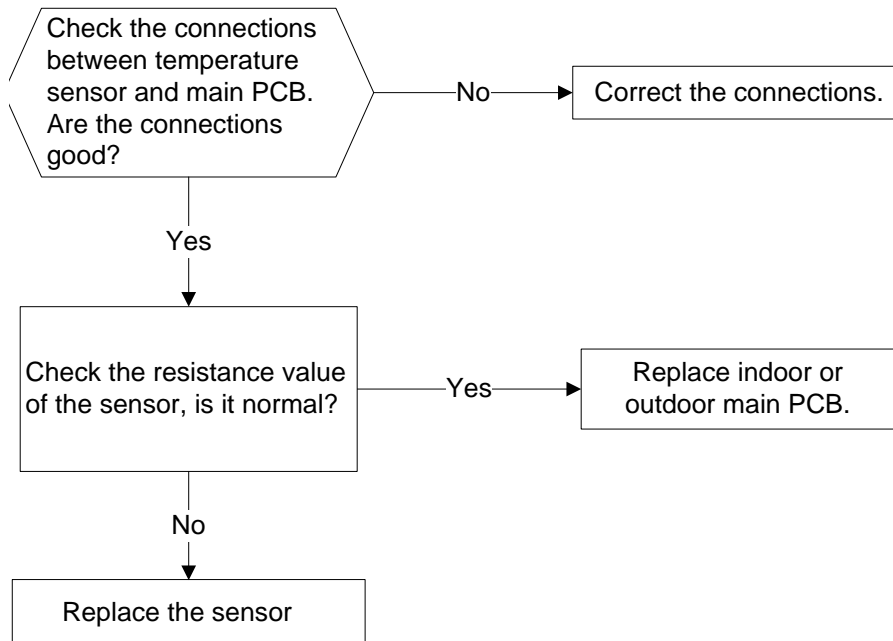 Check the connections
between temperature
sensor and main PCB.
Are the connections
good?
No
Correct the connections.
Yes
Check the resistance value
of the sensor, is it normal?
Yes
Replace indoor or
outdoor main PCB.
No
Replace the sensor